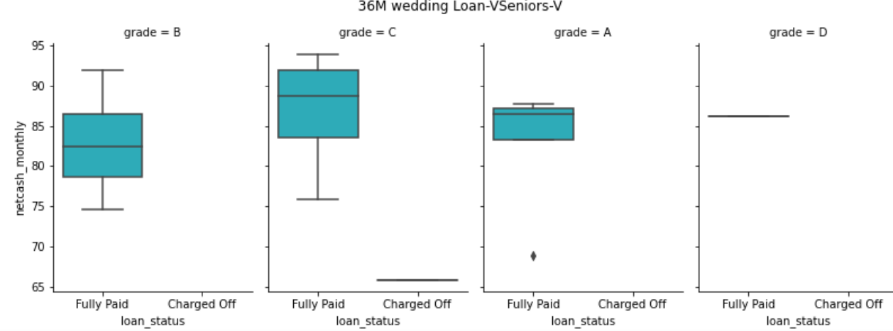 36M wedding Loan-VSeniors-V
grade = B grade = C grade = A grade = D
95
90
85
80
75
70
65
netcash_monthly
Fully Paid Charged Off Fully Paid Charged Off Fully Paid Charged Off Fully Paid Charged Off
loan_status loan_status loan_status loan_status